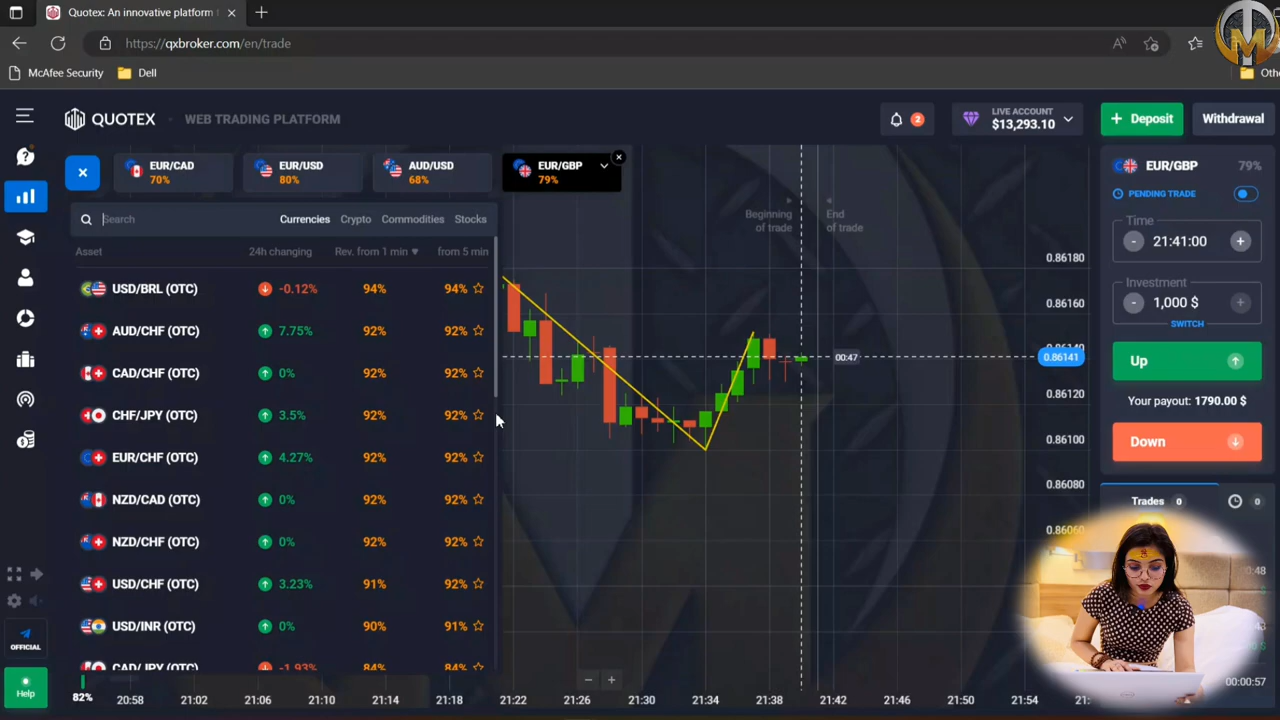 Quotex: An innovative platform f
https://qxbroker.com/en/trade
McAfee Security
Dell
Othe
QUOTEX
WEB TRADING PLATFORM
2
LIVE ACCOUNT
$13,293.10
+ Deposit
Withdrawal
EUR/CAD
70%
EUR/USD
80%
AUD/USD
68%
EUR/GBP
79%
Search
Currencies
Crypto
Commodities
Stocks
Asset
24h changing
Rev. from 1 min
from 5 min
USD/BRL (OTC) -0.12% 94% 94%
AUD/CHF (OTC) 7.75% 92% 92%
CAD/CHF (OTC) 0% 92% 92%
CHF/JPY (OTC) 3.5% 92% 92%
EUR/CHF (OTC) 4.27% 92% 92%
NZD/CAD (OTC) 0% 92% 92%
NZD/CHF (OTC) 0% 92% 92%
USD/CHF (OTC) 3.23% 91% 92%
USD/INR (OTC) 0% 90% 91%
CAD/JPY (OTC) -1.93% 84% 84%
Beginning
of trade
End
of trade
00:47
0.86180
0.86160
0.86141
0.86120
0.86100
0.86080
0.86060
EUR/GBP 79%
PENDING TRADE
Time
- 21:41:00 +
Investment
- 1,000 $ +
SWITCH
Up
Your payout: 1790.00 $
Down
Trades 0
0
00:00:57
OFFICIAL
Help
82%
20:58 21:02 21:06 21:10 21:14 21:18 21:22 21:26 21:30 21:34 21:38 21:42 21:46 21:50 21:54